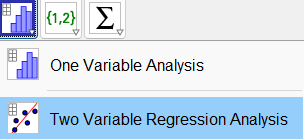 {1,2} Σ
One Variable Analysis
Two Variable Regression Analysis